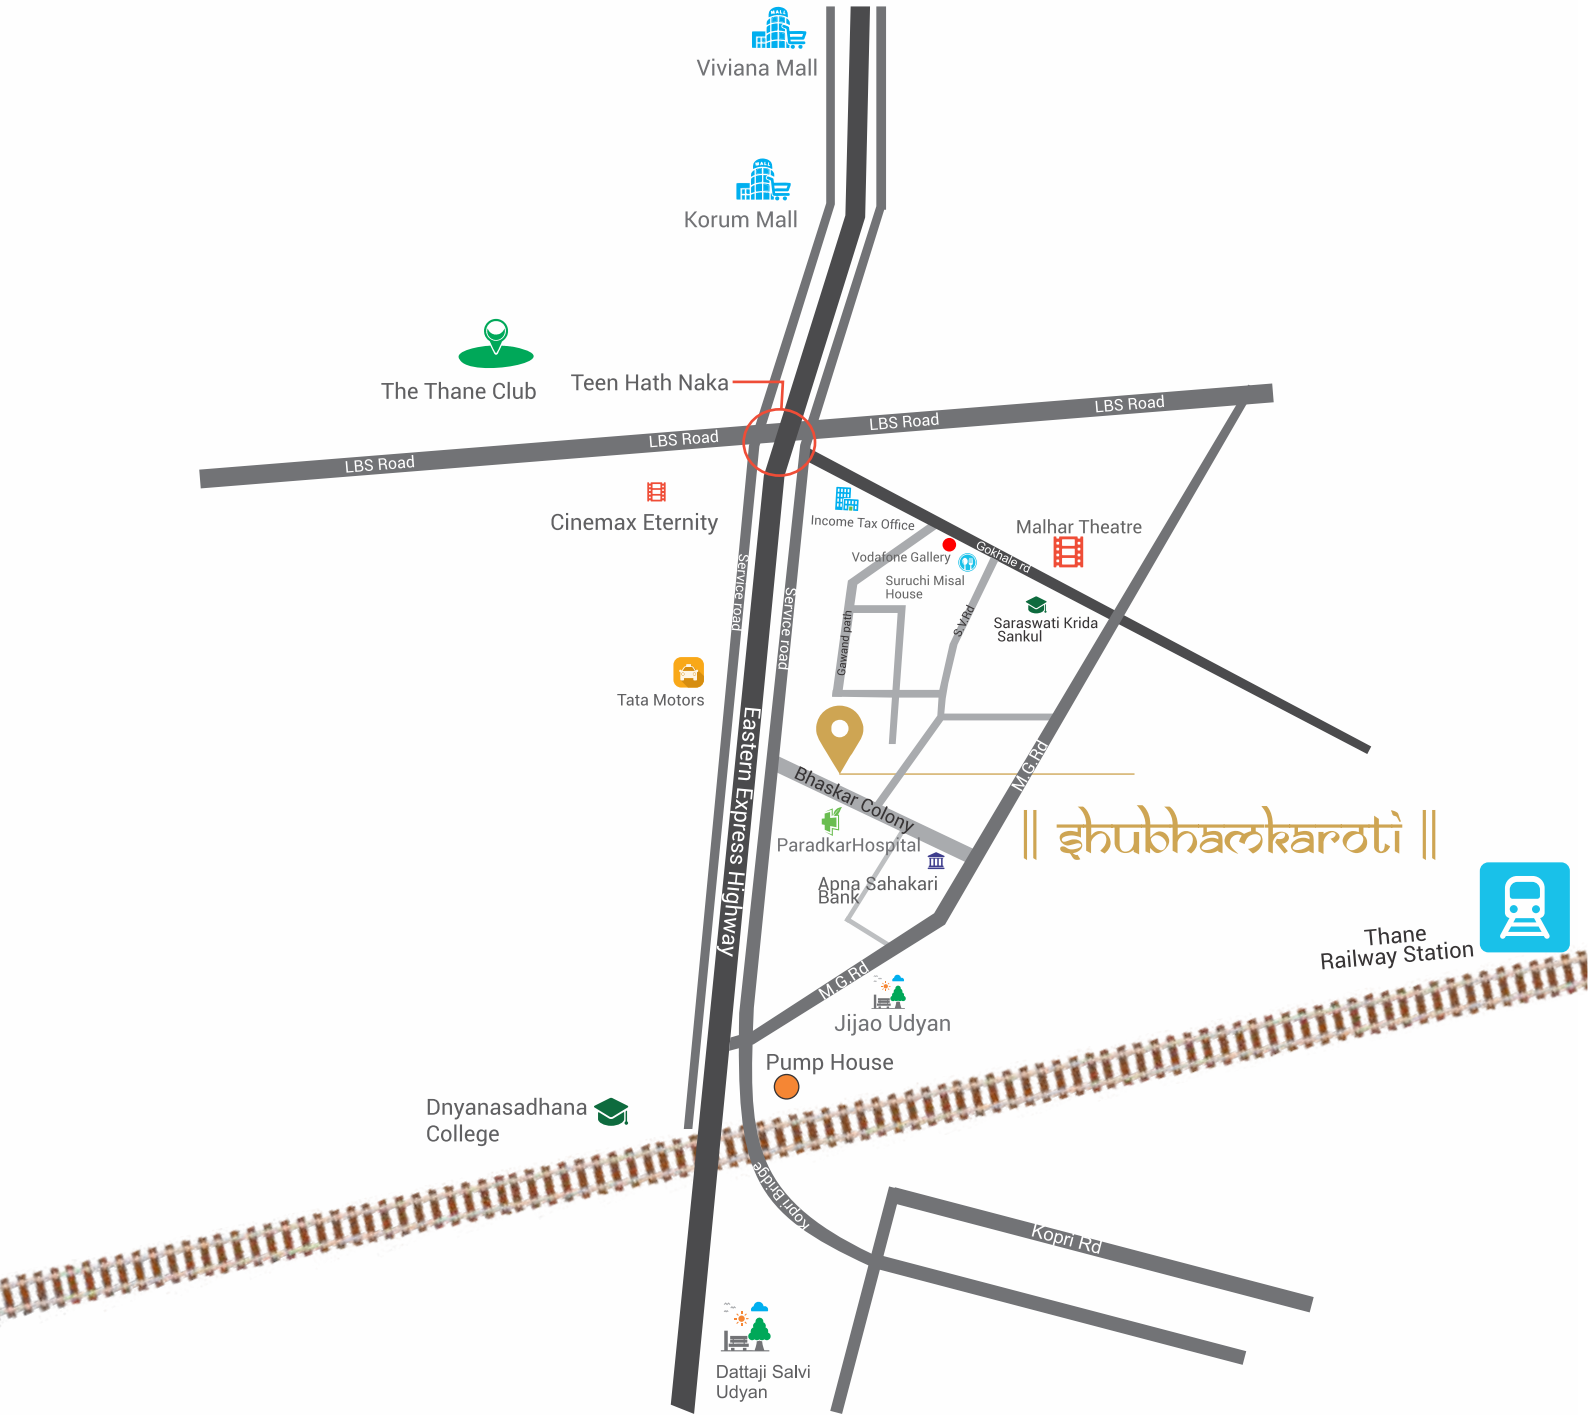 MALL
Viviana Mall
MALL
Korum Mall
The Thane Club
Teen Hath Naka
LBS Road
LBS Road
LBS Road
LBS Road
Cinemax Eternity
Income Tax Office
Vodafone Gallery
Suruchi Misal
House
Gokhale rd
Malhar Theatre
Saraswati Krida
Sankul
Service road
Service road
Gawand path
S.V.Rd
Tata Motors
Eastern Express Highway
Bhaskar Colony
M.G.Rd
ParadkarHospital
Apna Sahakari
Bank
|| shubhamkaroti ||
Thane
Railway Station
M.G.Rd
Jijao Udyan
Pump House
Dnyanasadhana
College
Kopri Bridge
Kopri Rd
Dattaji Salvi
Udyan